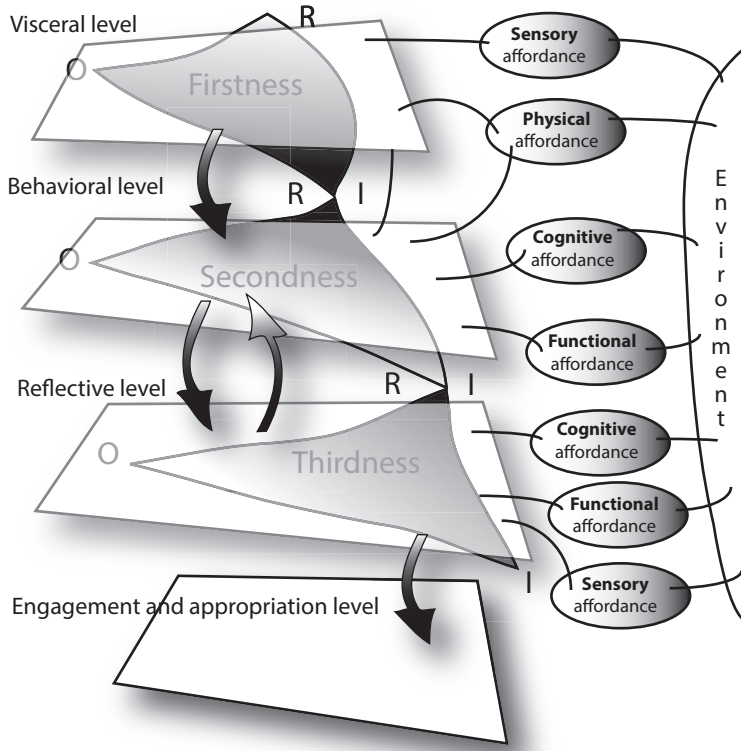 Visceral level
R
O
Firstness
Sensory
affordance
Physical
affordance
Behavioral level
R I
O
Secondness
Cognitive
affordance
Functional
affordance
Reflective level
R I
O
Thirdness
Cognitive
affordance
Functional
affordance
Sensory
affordance
I
Engagement and appropriation level
Environment